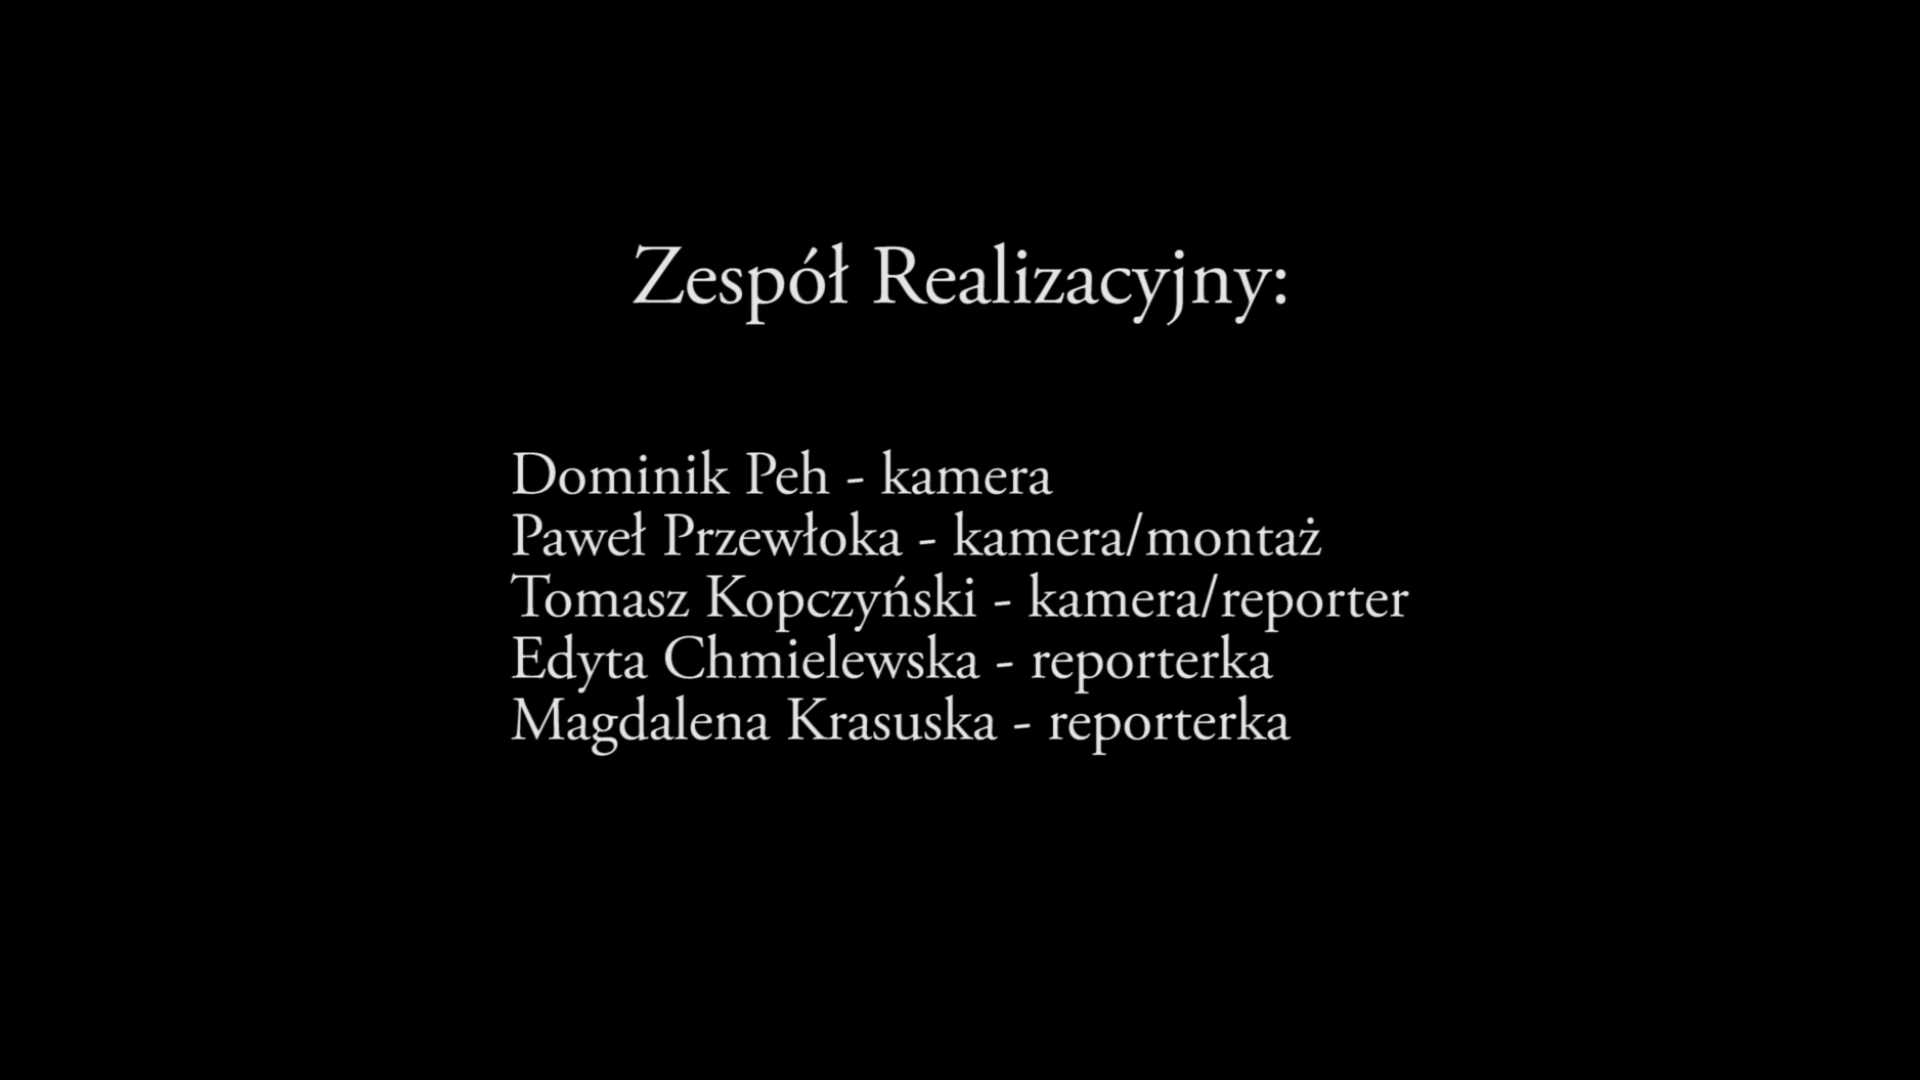 Zespół Realizacyjny:
Dominik Peh - kamera
Paweł Przewłoka - kamera/montaż
Tomasz Kopczyński - kamera/reporter
Edyta Chmielewska - reporterka
Magdalena Krasuska - reporterka